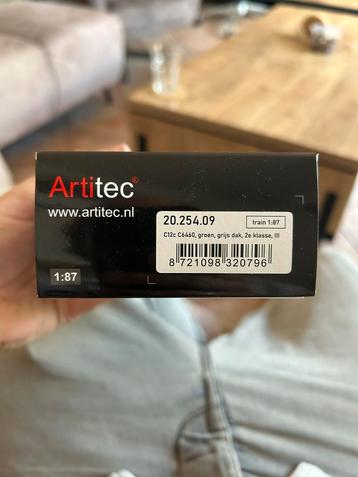 Artitec®
www.artitec.nl
1:87
20.254.09
train 1:87
C12c C6460, groen, grijs dak, 2e klasse, III
8 721098 320796